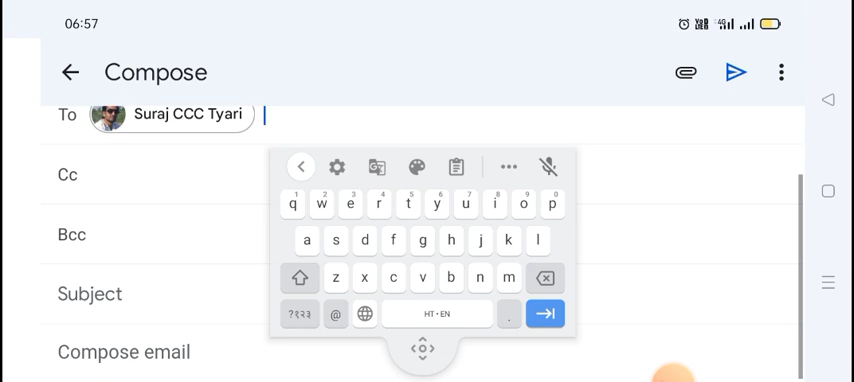 06:57
Compose
To Suraj CCC Tyari
Cc
Bcc
Subject
Compose email
1 2 3 4 5 6 7 8 9 0
q w e r t y u i o p
a s d f g h j k l
z x c v b n m
?१२३ @ HT • EN .